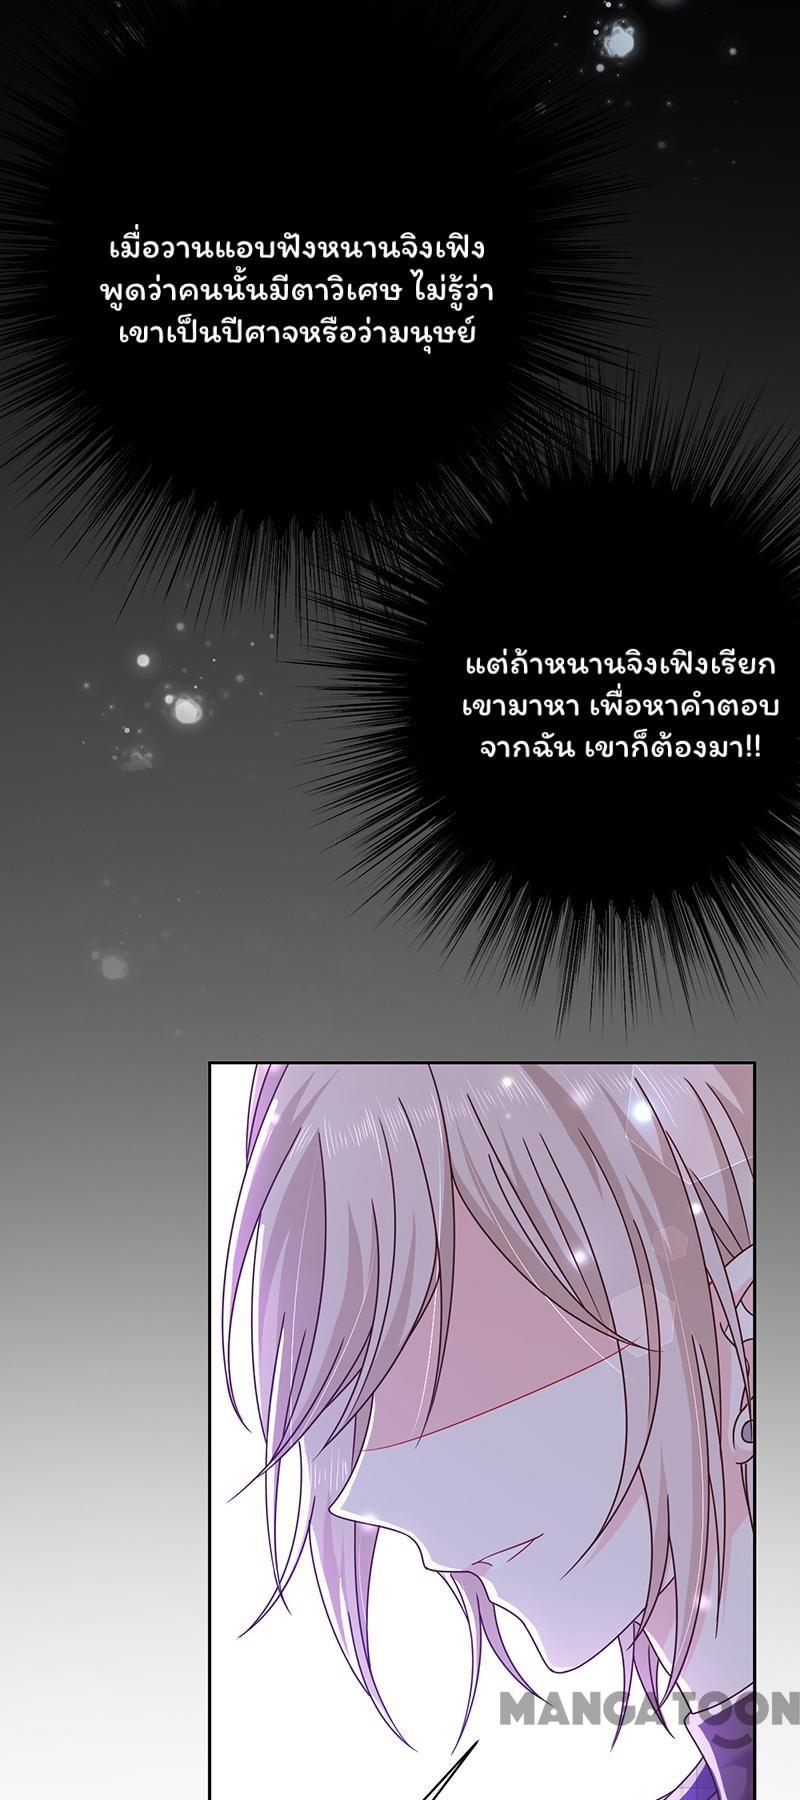 เมื่อวานแอบฟังหนานจิงเฟิง
พูดว่าคนนั้นมีตาวิเศษ ไม่รู้ว่า
เขาเป็นปีศาจหรือว่ามนุษย์
แต่ถ้าหนานจิงเฟิงเรียก
เขามาหา เพื่อหาคำตอบ
จากฉัน เขาก็ต้องมา!!
MANGATOON